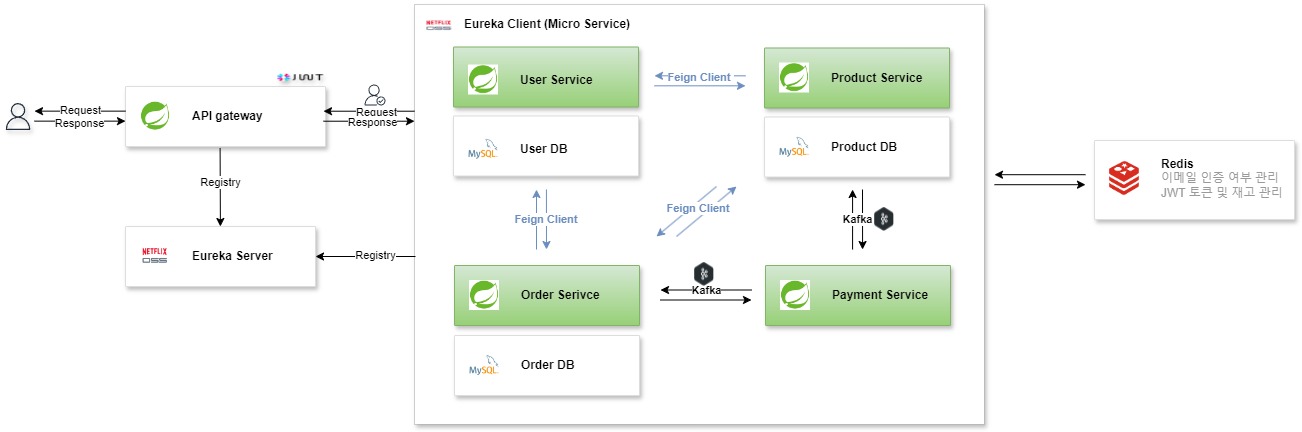 NETFLIX
OSS
Eureka Client (Micro Service)
User Service
Feign Client
Product Service
JWT
Request
Response
API gateway
Request
Response
MySQL
User DB
MySQL
Product DB
Redis
이메일 인증 여부 관리
JWT 토큰 및 재고 관리
Registry
Feign Client
Feign Client
Kafka
NETFLIX
OSS
Eureka Server
Registry
Order Serivce
Kafka
Payment Service
MySQL
Order DB